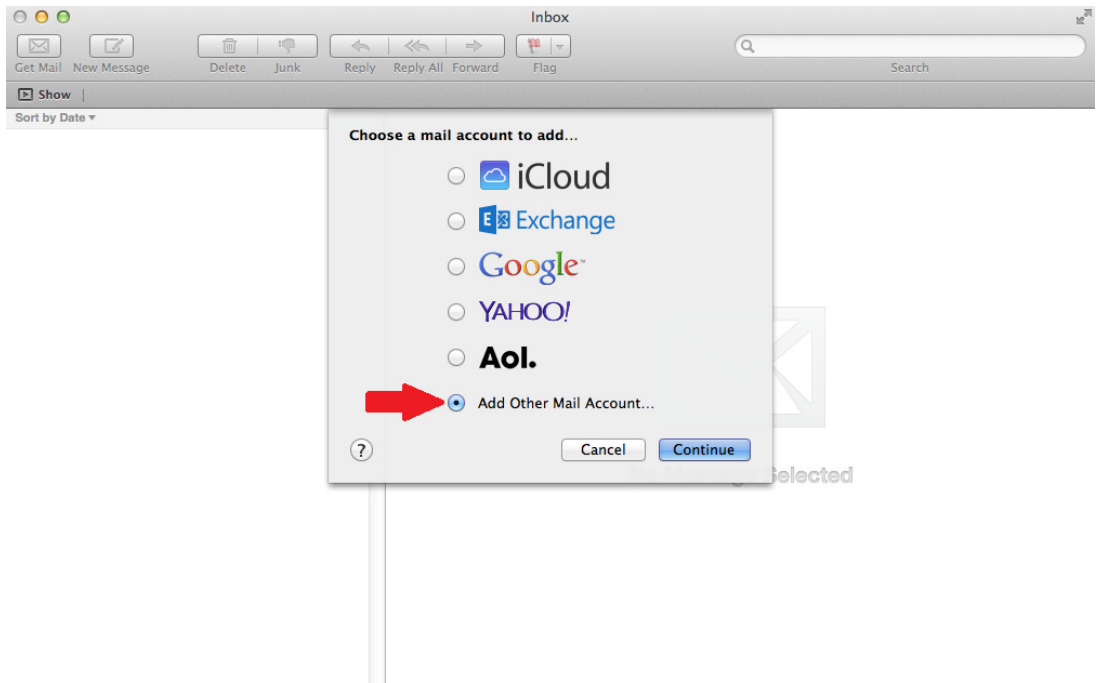 Inbox
Get Mail New Message Delete Junk Reply Reply All Forward Flag Search
Show
Sort by Date
Choose a mail account to add...
iCloud
E Exchange
Google™
YAHOO!
Aol.
Add Other Mail Account...
? Cancel Continue
Selected